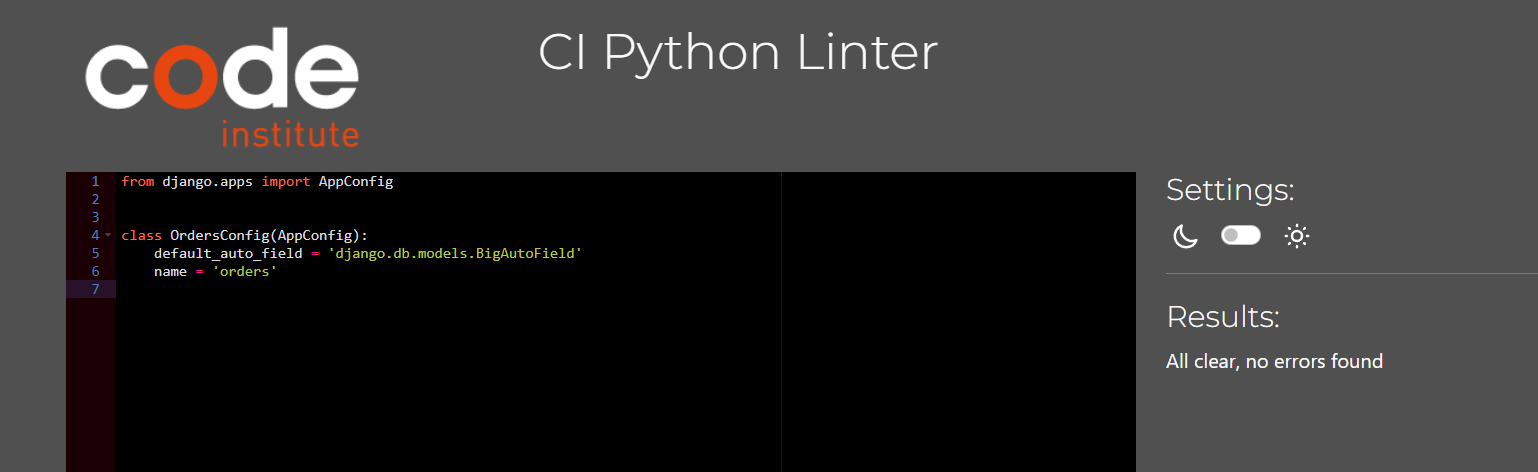 code
institute
CI Python Linter
1 from django.apps import AppConfig
2
3
4 class OrdersConfig(AppConfig):
5     default_auto_field = 'django.db.models.BigAutoField'
6     name = 'orders'
7
Settings:
Results:
All clear, no errors found